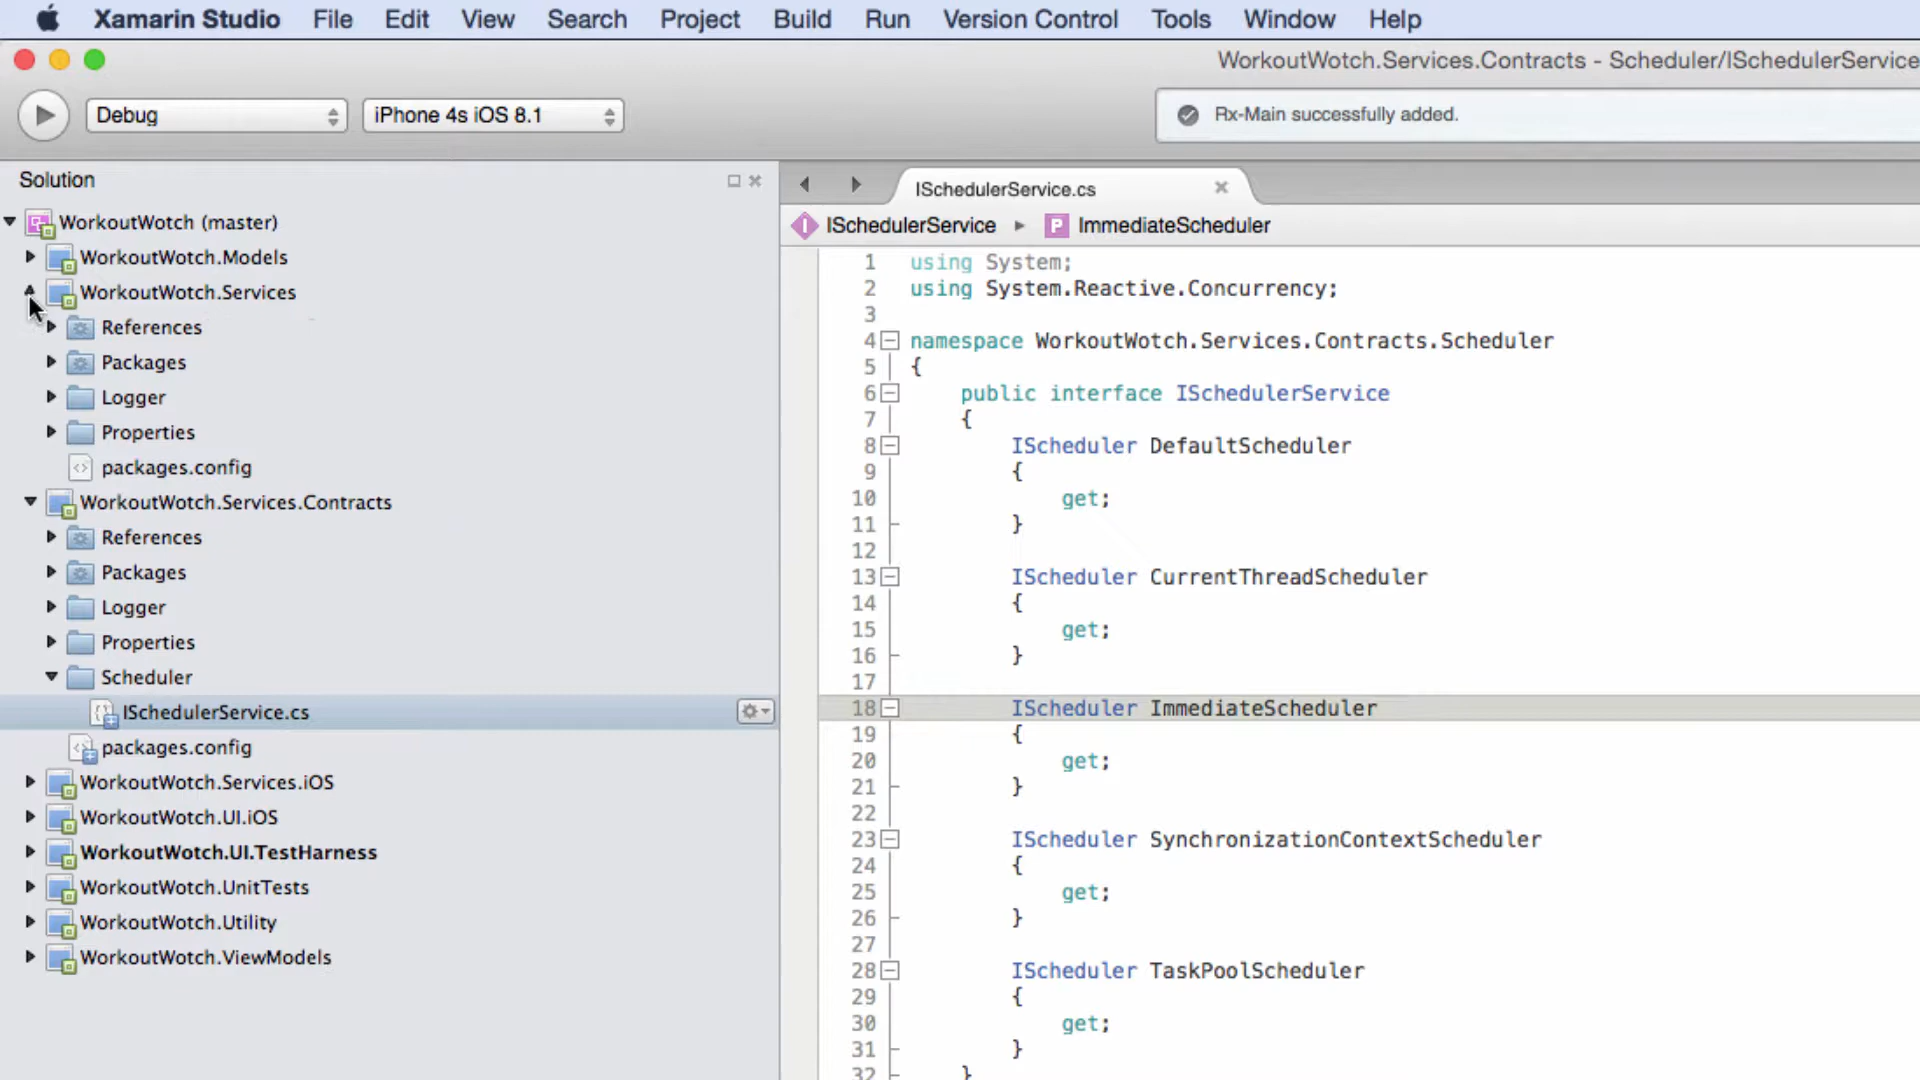 Xamarin Studio File Edit View Search Project Build Run Version Control Tools Window Help
WorkoutWotch.Services.Contracts - Scheduler/ISchedulerService
Debug iPhone 4s iOS 8.1 Rx-Main successfully added.
Solution
WorkoutWotch (master)
WorkoutWotch.Models
WorkoutWotch.Services
References
Packages
Logger
Properties
packages.config
WorkoutWotch.Services.Contracts
References
Packages
Logger
Properties
Scheduler
ISchedulerService.cs
packages.config
WorkoutWotch.Services.iOS
WorkoutWotch.UI.iOS
WorkoutWotch.UI.TestHarness
WorkoutWotch.UnitTests
WorkoutWotch.Utility
WorkoutWotch.ViewModels
ISchedulerService.cs
I ISchedulerService P ImmediateScheduler
1 using System;
2 using System.Reactive.Concurrency;
3
4 namespace WorkoutWotch.Services.Contracts.Scheduler
5 {
6 public interface ISchedulerService
7 {
8 IScheduler DefaultScheduler
9 {
10 get;
11 }
12
13 IScheduler CurrentThreadScheduler
14 {
15 get;
16 }
17
18 IScheduler ImmediateScheduler
19 {
20 get;
21 }
22
23 IScheduler SynchronizationContextScheduler
24 {
25 get;
26 }
27
28 IScheduler TaskPoolScheduler
29 {
30 get;
31 }
32 }